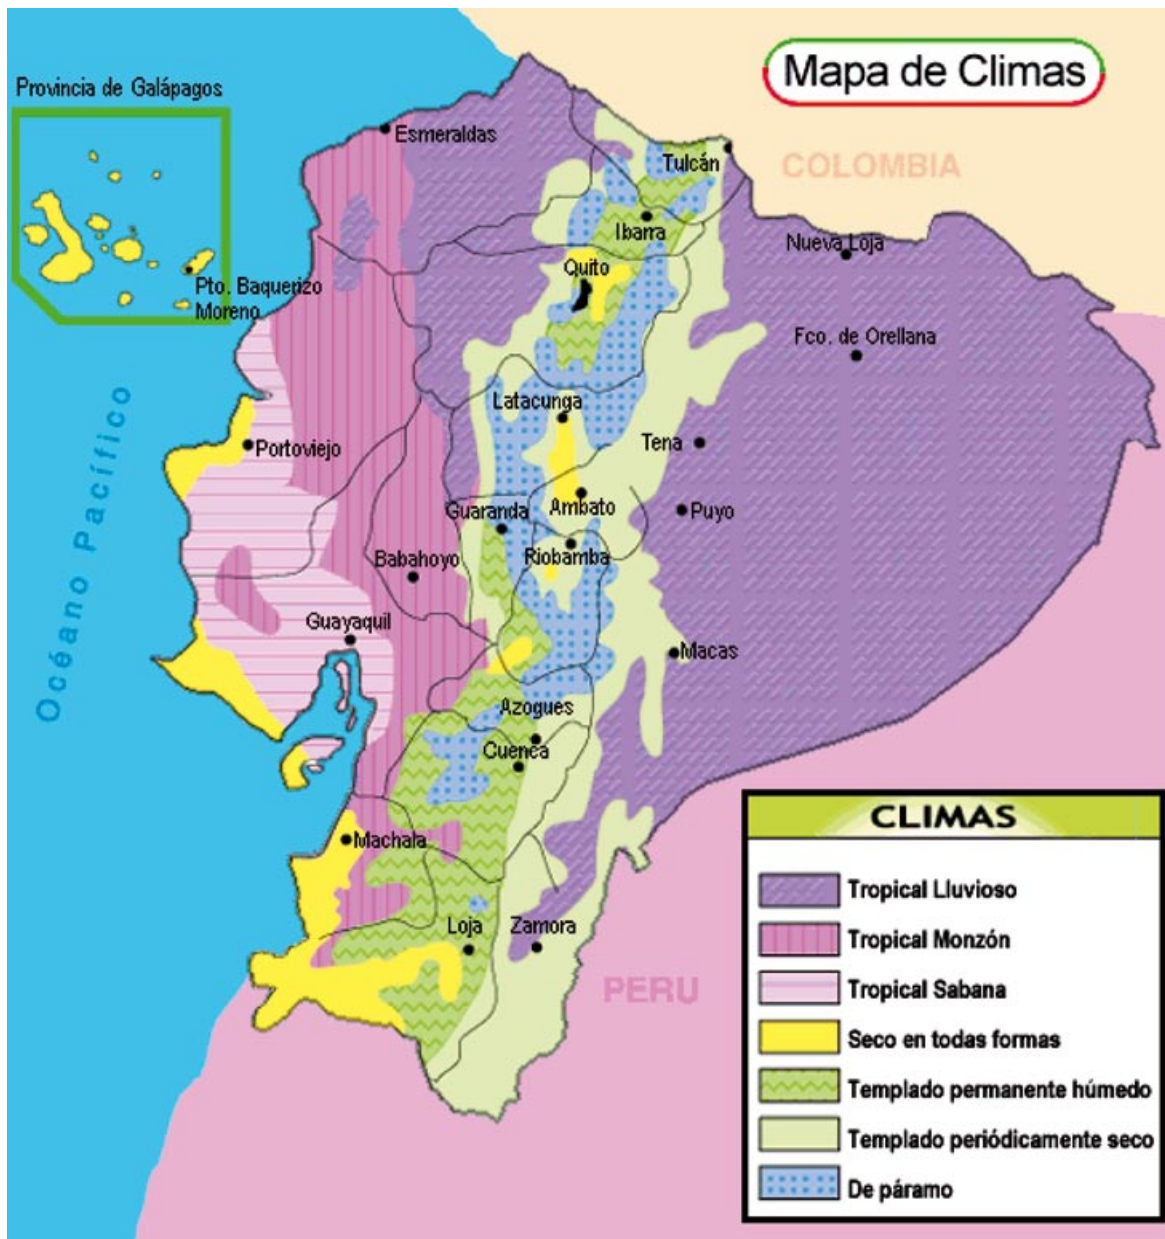 Mapa de Climas
Provincia de Galápagos
Esmeraldas
Tulcán
COLOMBIA
Ibarra
Nueva Loja
Quito
Pto. Baquerizo
Moreno
Fco. de Orellana
Latacunga
Océano Pacífico
Portoviejo
Tena
Ambato
Guaranda
Puyo
Riobamba
Babahoyo
Guayaquil
Macas
Azogues
Cuenca
Machala
Loja
Zamora
PERU
CLIMAS
Tropical Lluvioso
Tropical Monzón
Tropical Sabana
Seco en todas formas
Templado permanente húmedo
Templado periódicamente seco
De páramo